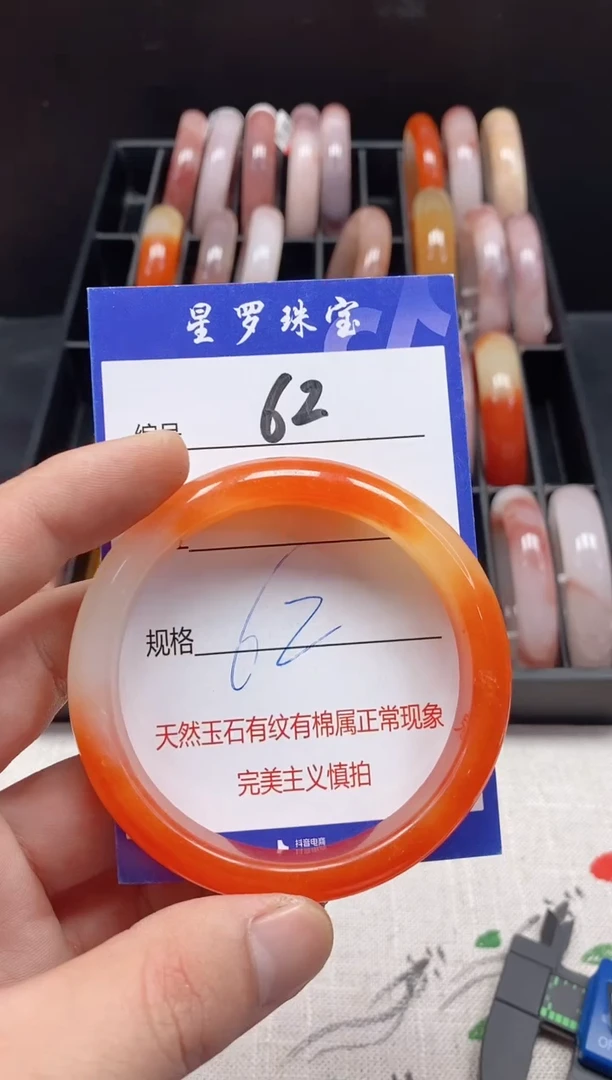 星罗珠宝
编号 62
规格 62
天然玉石有纹有棉属正常现象
完美主义慎拍
抖音电商